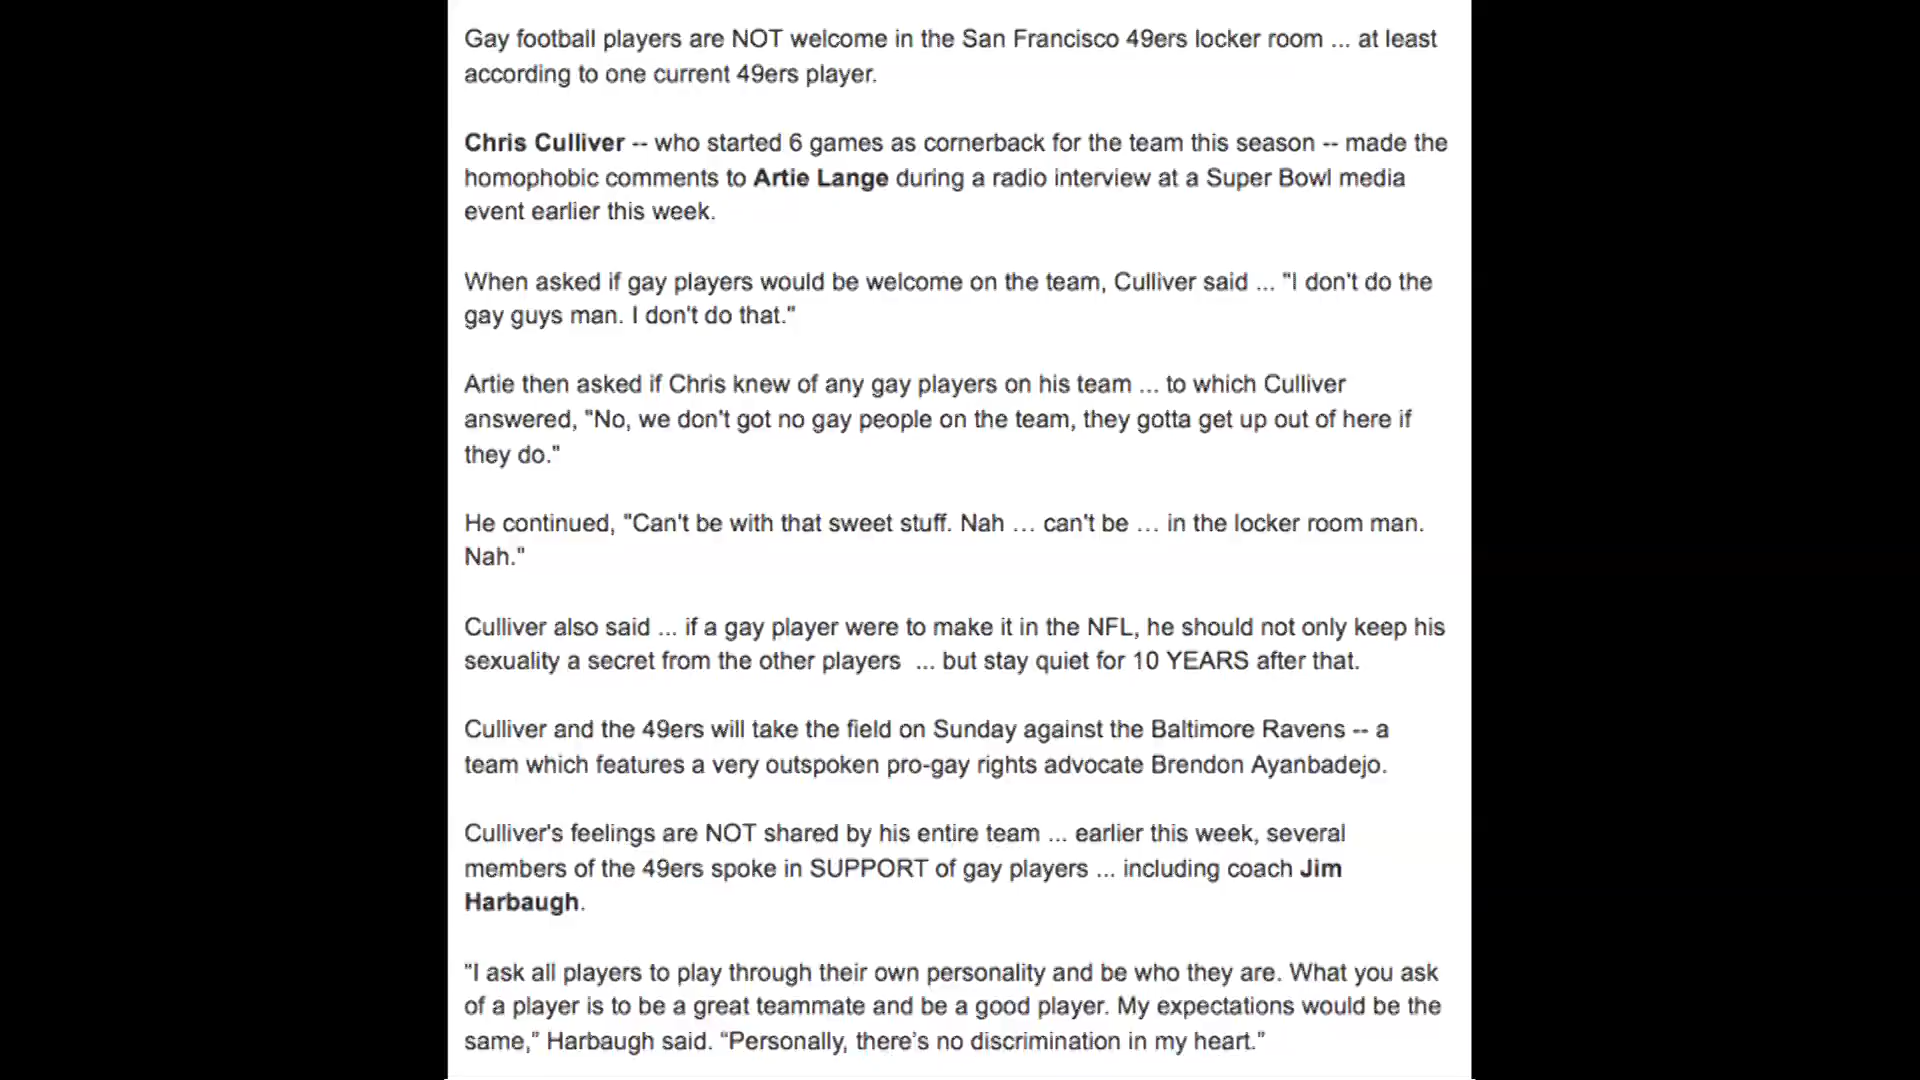 Gay football players are NOT welcome in the San Francisco 49ers locker room ... at least
according to one current 49ers player.
Chris Culliver -- who started 6 games as cornerback for the team this season -- made the
homophobic comments to Artie Lange during a radio interview at a Super Bowl media
event earlier this week.
When asked if gay players would be welcome on the team, Culliver said ... "I don't do the
gay guys man. I don't do that."
Artie then asked if Chris knew of any gay players on his team ... to which Culliver
answered, "No, we don't got no gay people on the team, they gotta get up out of here if
they do."
He continued, "Can't be with that sweet stuff. Nah … can't be … in the locker room man.
Nah."
Culliver also said ... if a gay player were to make it in the NFL, he should not only keep his
sexuality a secret from the other players  ... but stay quiet for 10 YEARS after that.
Culliver and the 49ers will take the field on Sunday against the Baltimore Ravens -- a
team which features a very outspoken pro-gay rights advocate Brendon Ayanbadejo.
Culliver's feelings are NOT shared by his entire team ... earlier this week, several
members of the 49ers spoke in SUPPORT of gay players ... including coach Jim
Harbaugh.
"I ask all players to play through their own personality and be who they are. What you ask
of a player is to be a great teammate and be a good player. My expectations would be the
same,” Harbaugh said. “Personally, there’s no discrimination in my heart.”